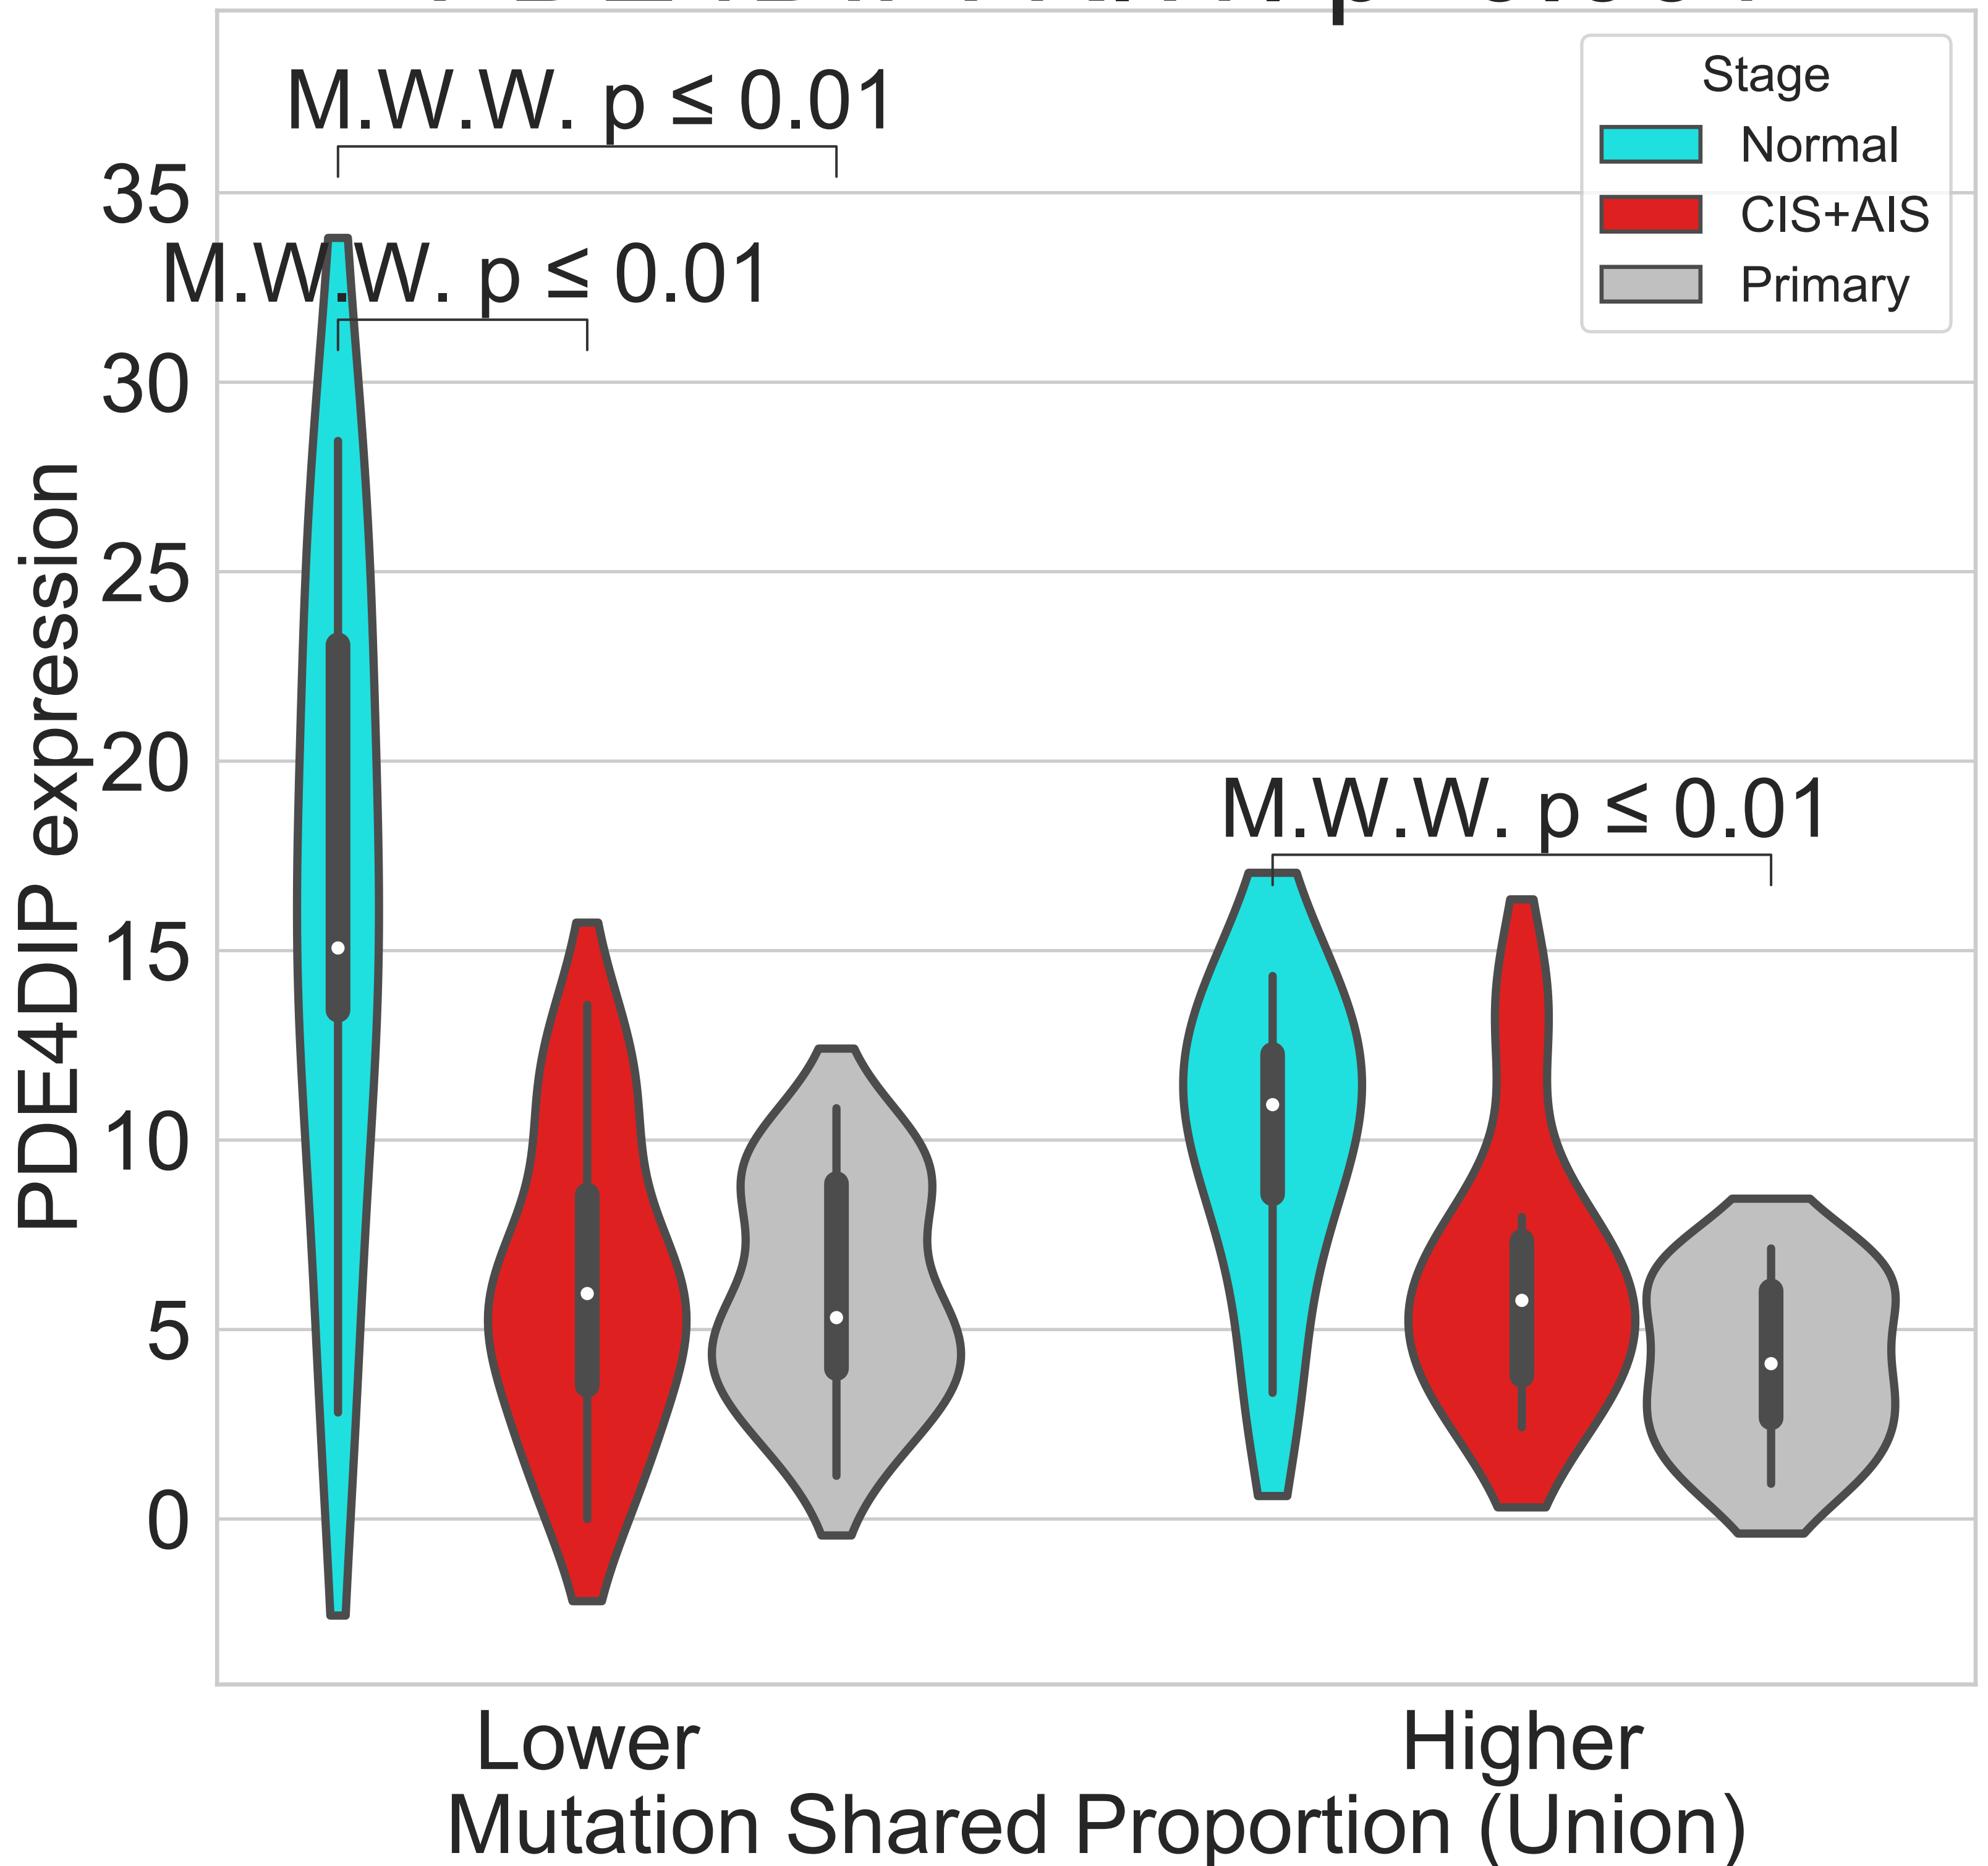 M.W.W. p ≤ 0.01
Stage
Normal
CIS+AIS
Primary
35
M.W.W. p ≤ 0.01
30
25
20
M.W.W. p ≤ 0.01
15
10
5
0
PDE4DIP expression
Lower
Higher
Mutation Shared Proportion (Union)